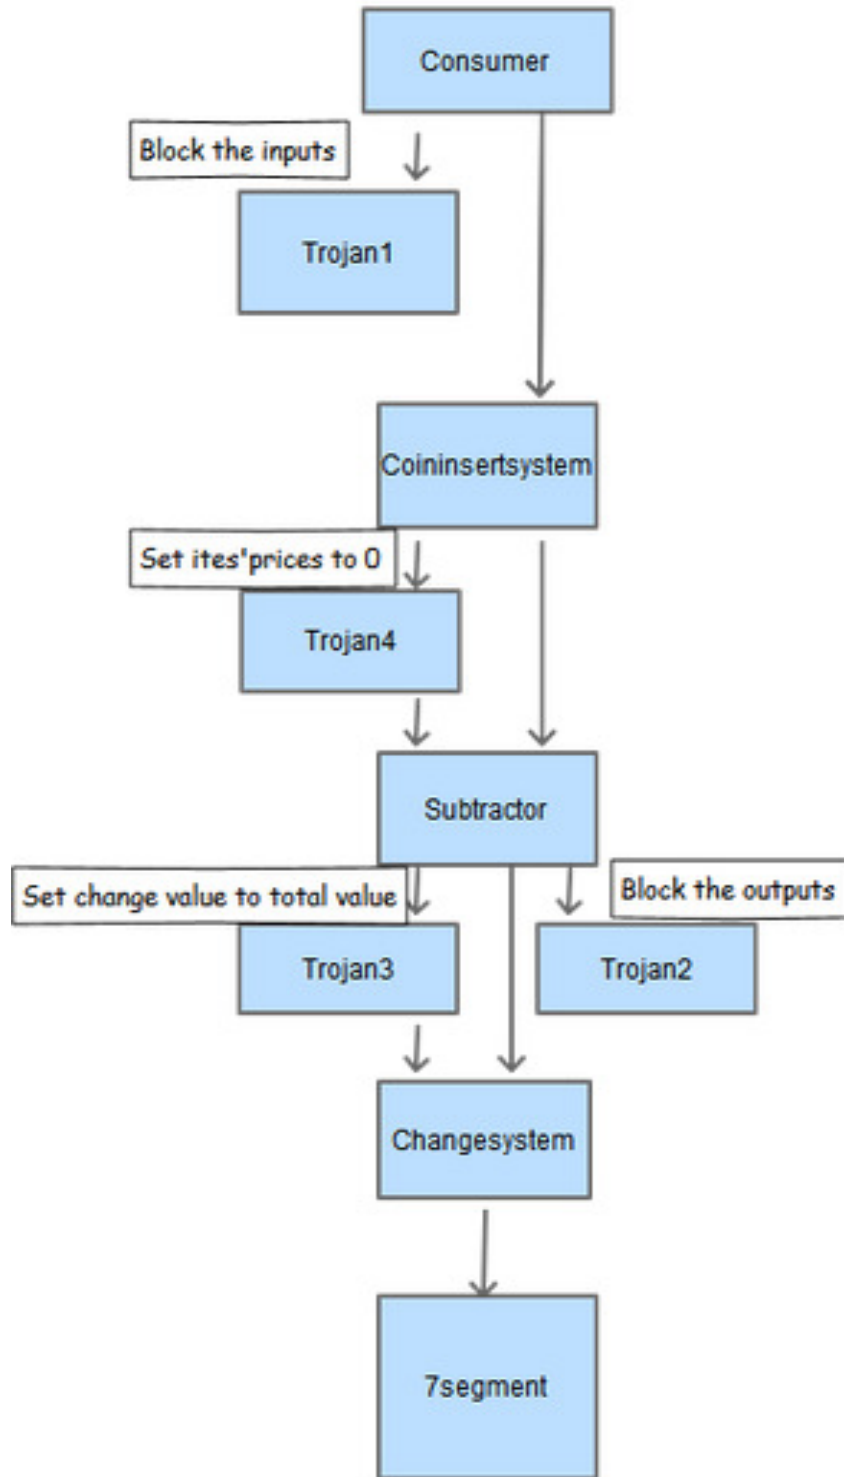 Consumer
Block the inputs
Trojan1
Coininsertsystem
Set ites'prices to 0
Trojan4
Subtractor
Set change value to total value
Block the outputs
Trojan3
Trojan2
Changesystem
7segment